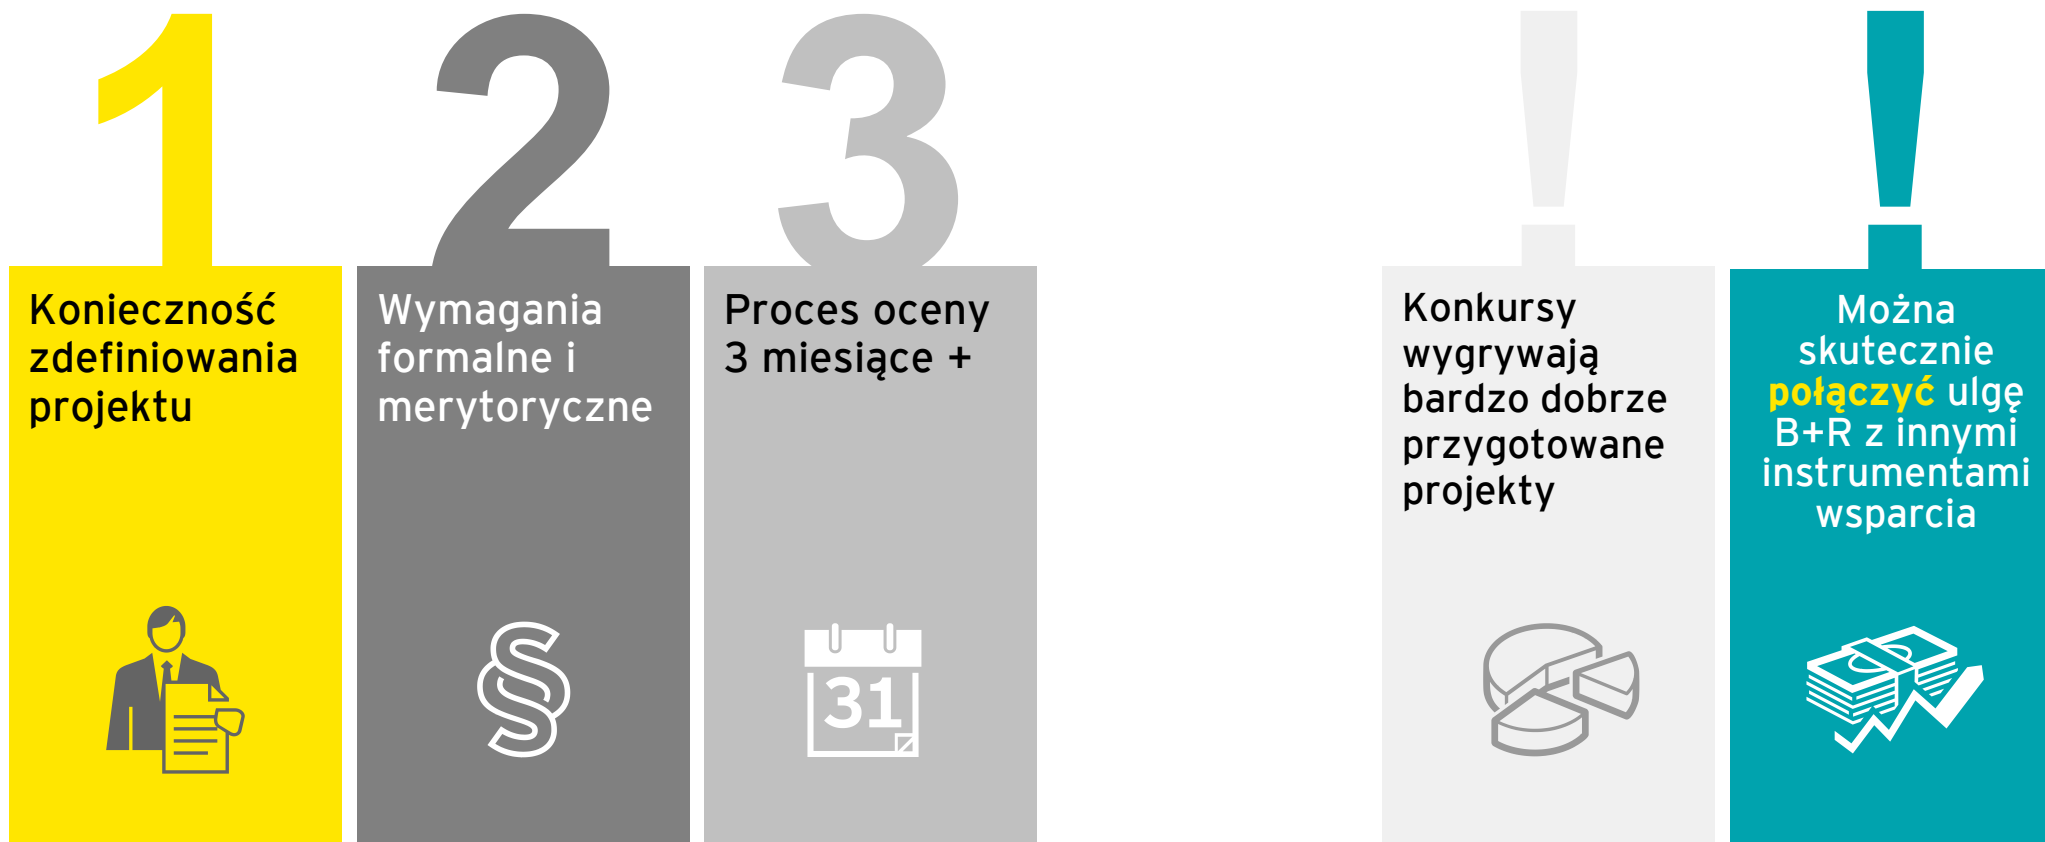 1
Konieczność
zdefiniowania
projektu
2
Wymagania
formalne i
merytoryczne
3
Proces oceny
3 miesiące +
31
!
Konkursy
wygrywają
bardzo dobrze
przygotowane
projekty
!
Można
skutecznie
połączyć ulgę
B+R z innymi
instrumentami
wsparcia